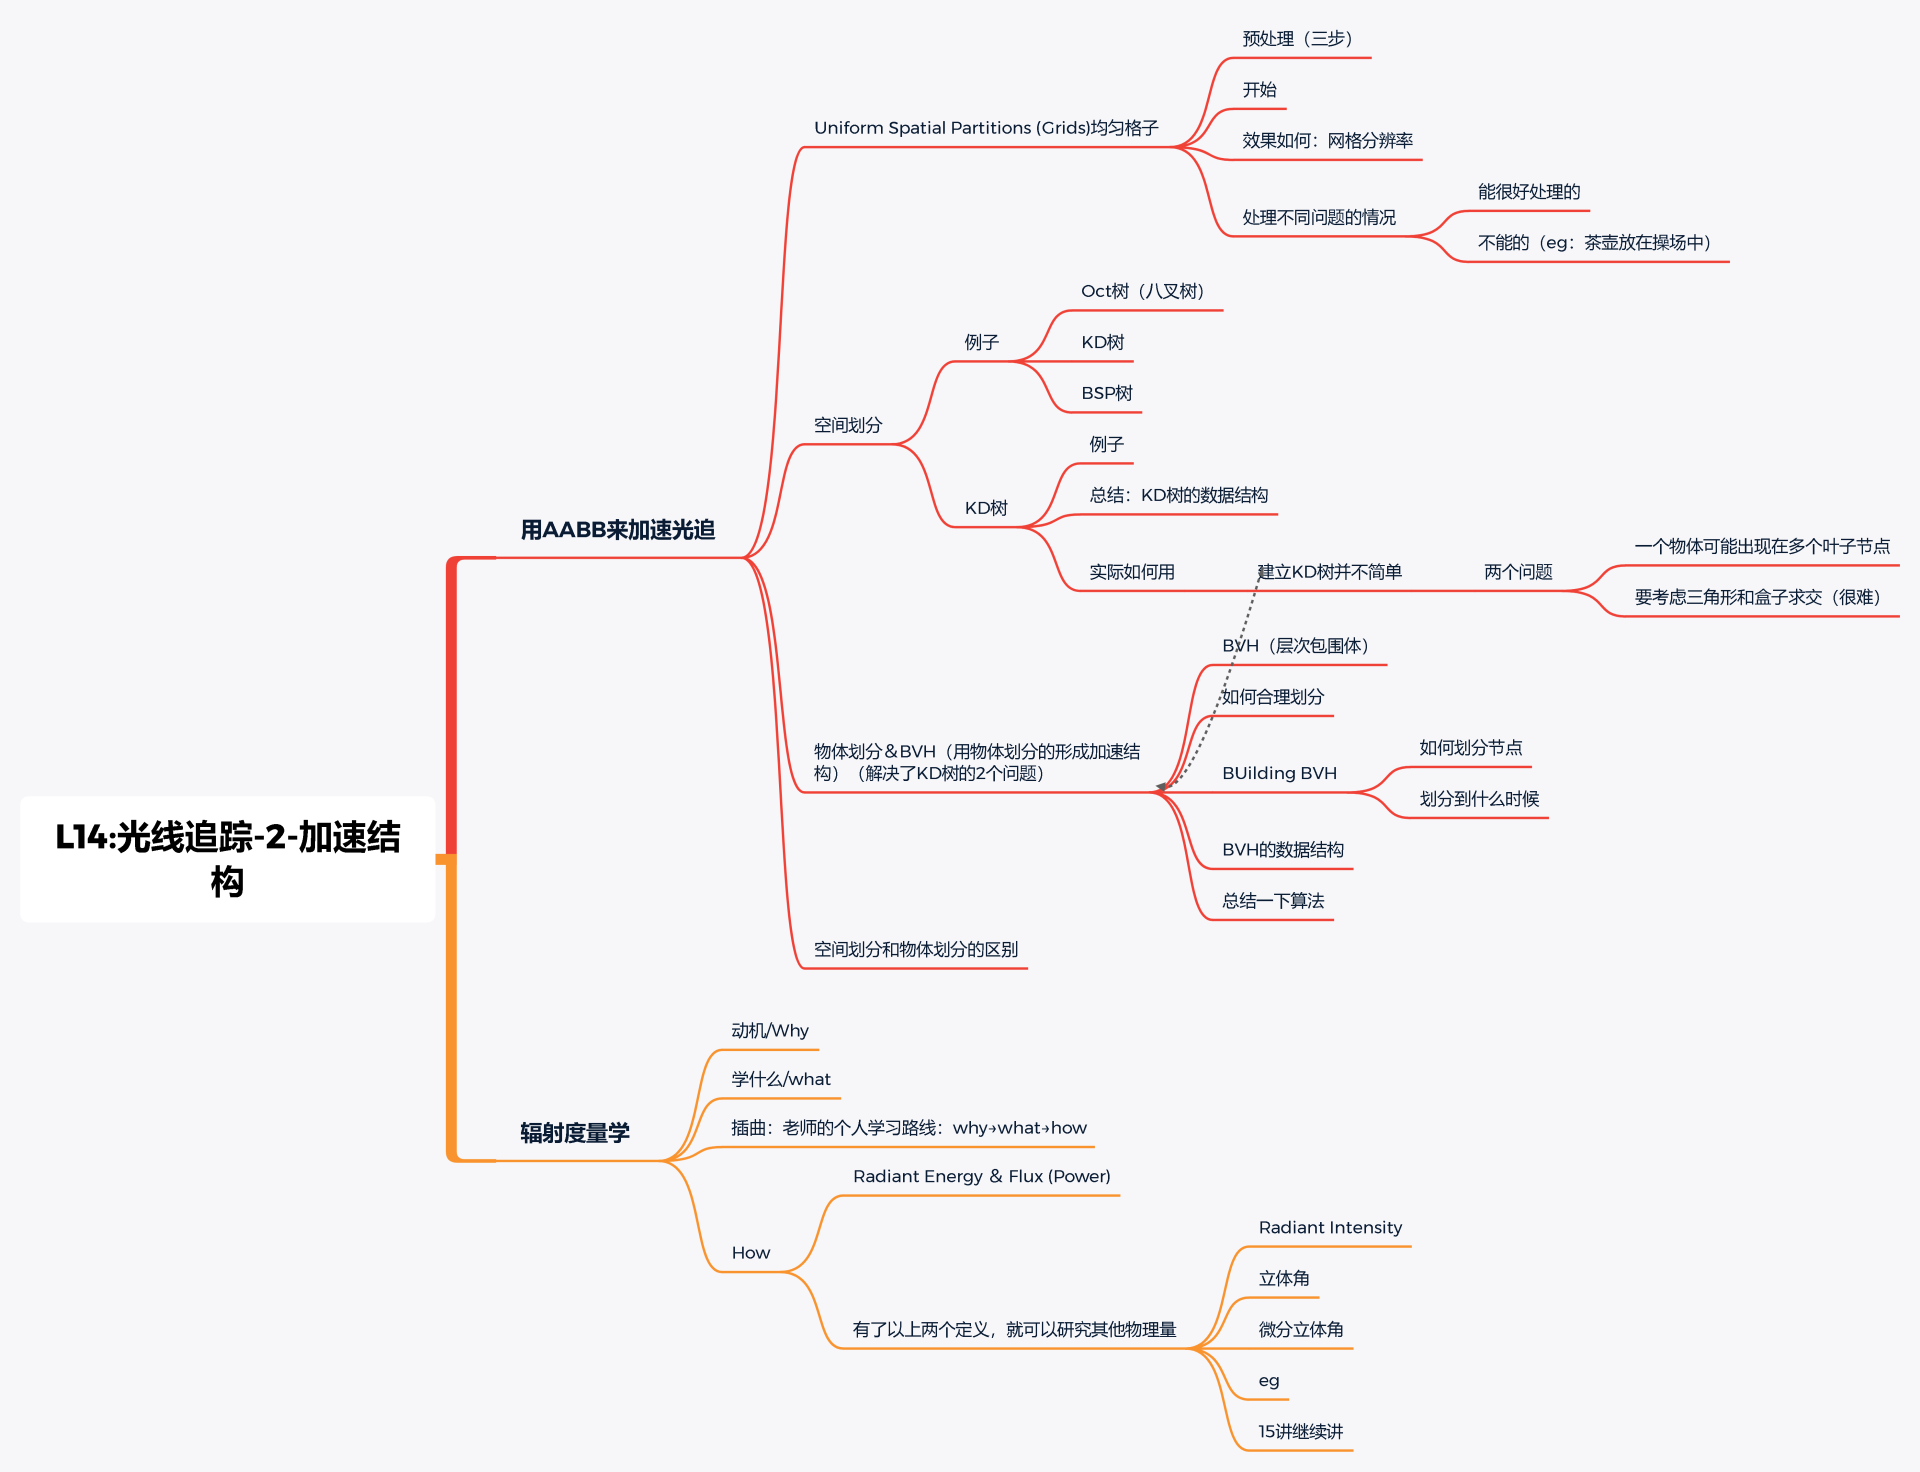 L14:光线追踪-2-加速结
构
用AABB来加速光追
Uniform Spatial Partitions (Grids)均匀格子
预处理（三步）
开始
效果如何：网格分辨率
处理不同问题的情况
能很好处理的
不能的（eg：茶壶放在操场中）
空间划分
例子
Oct树（八叉树）
KD树
BSP树
KD树
例子
总结：KD树的数据结构
实际如何用
建立KD树并不简单
两个问题
一个物体可能出现在多个叶子节点
要考虑三角形和盒子求交（很难）
物体划分＆BVH（用物体划分的形成加速结
构）（解决了KD树的2个问题）
BVH（层次包围体）
如何合理划分
BUilding BVH
如何划分节点
划分到什么时候
BVH的数据结构
总结一下算法
空间划分和物体划分的区别
辐射度量学
动机/Why
学什么/what
插曲：老师的个人学习路线：why→what→how
How
Radiant Energy ＆ Flux (Power)
有了以上两个定义，就可以研究其他物理量
Radiant Intensity
立体角
微分立体角
eg
15讲继续讲